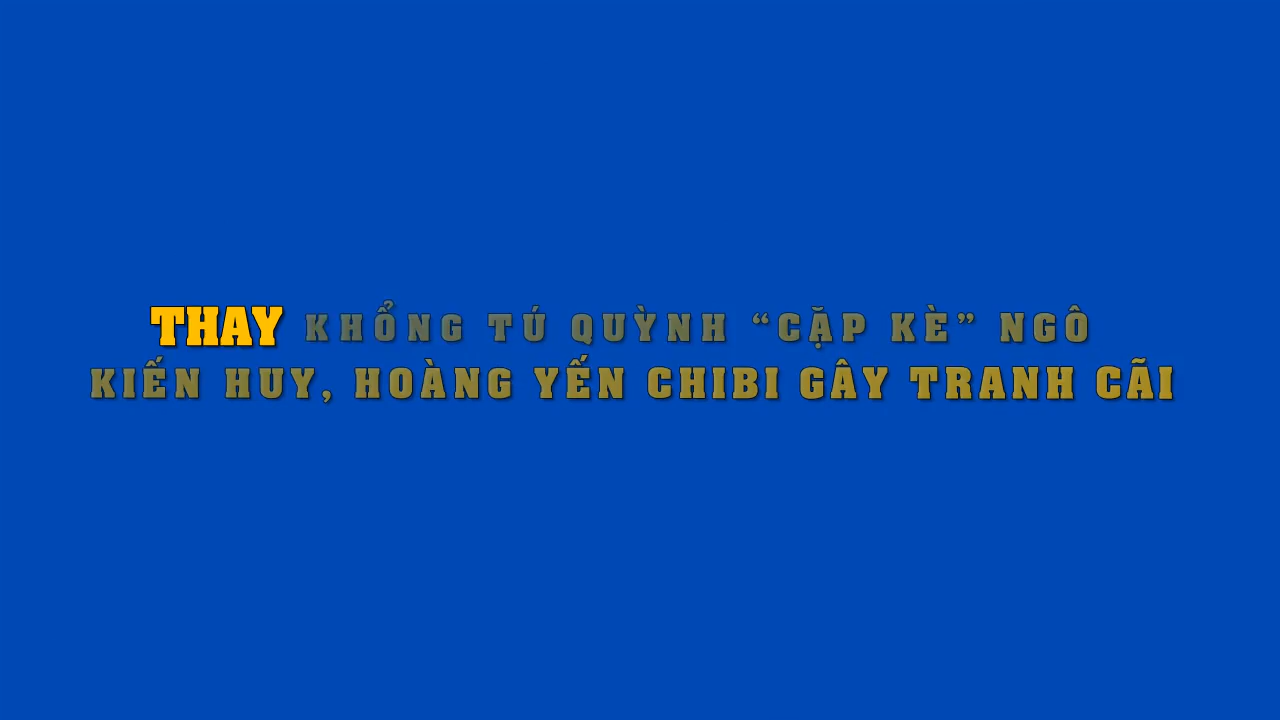 THAY KHỔNG TÚ QUỲNH “CẶP KÈ” NGÔ
KIẾN HUY, HOÀNG YẾN CHIBI GÂY TRANH CÃI